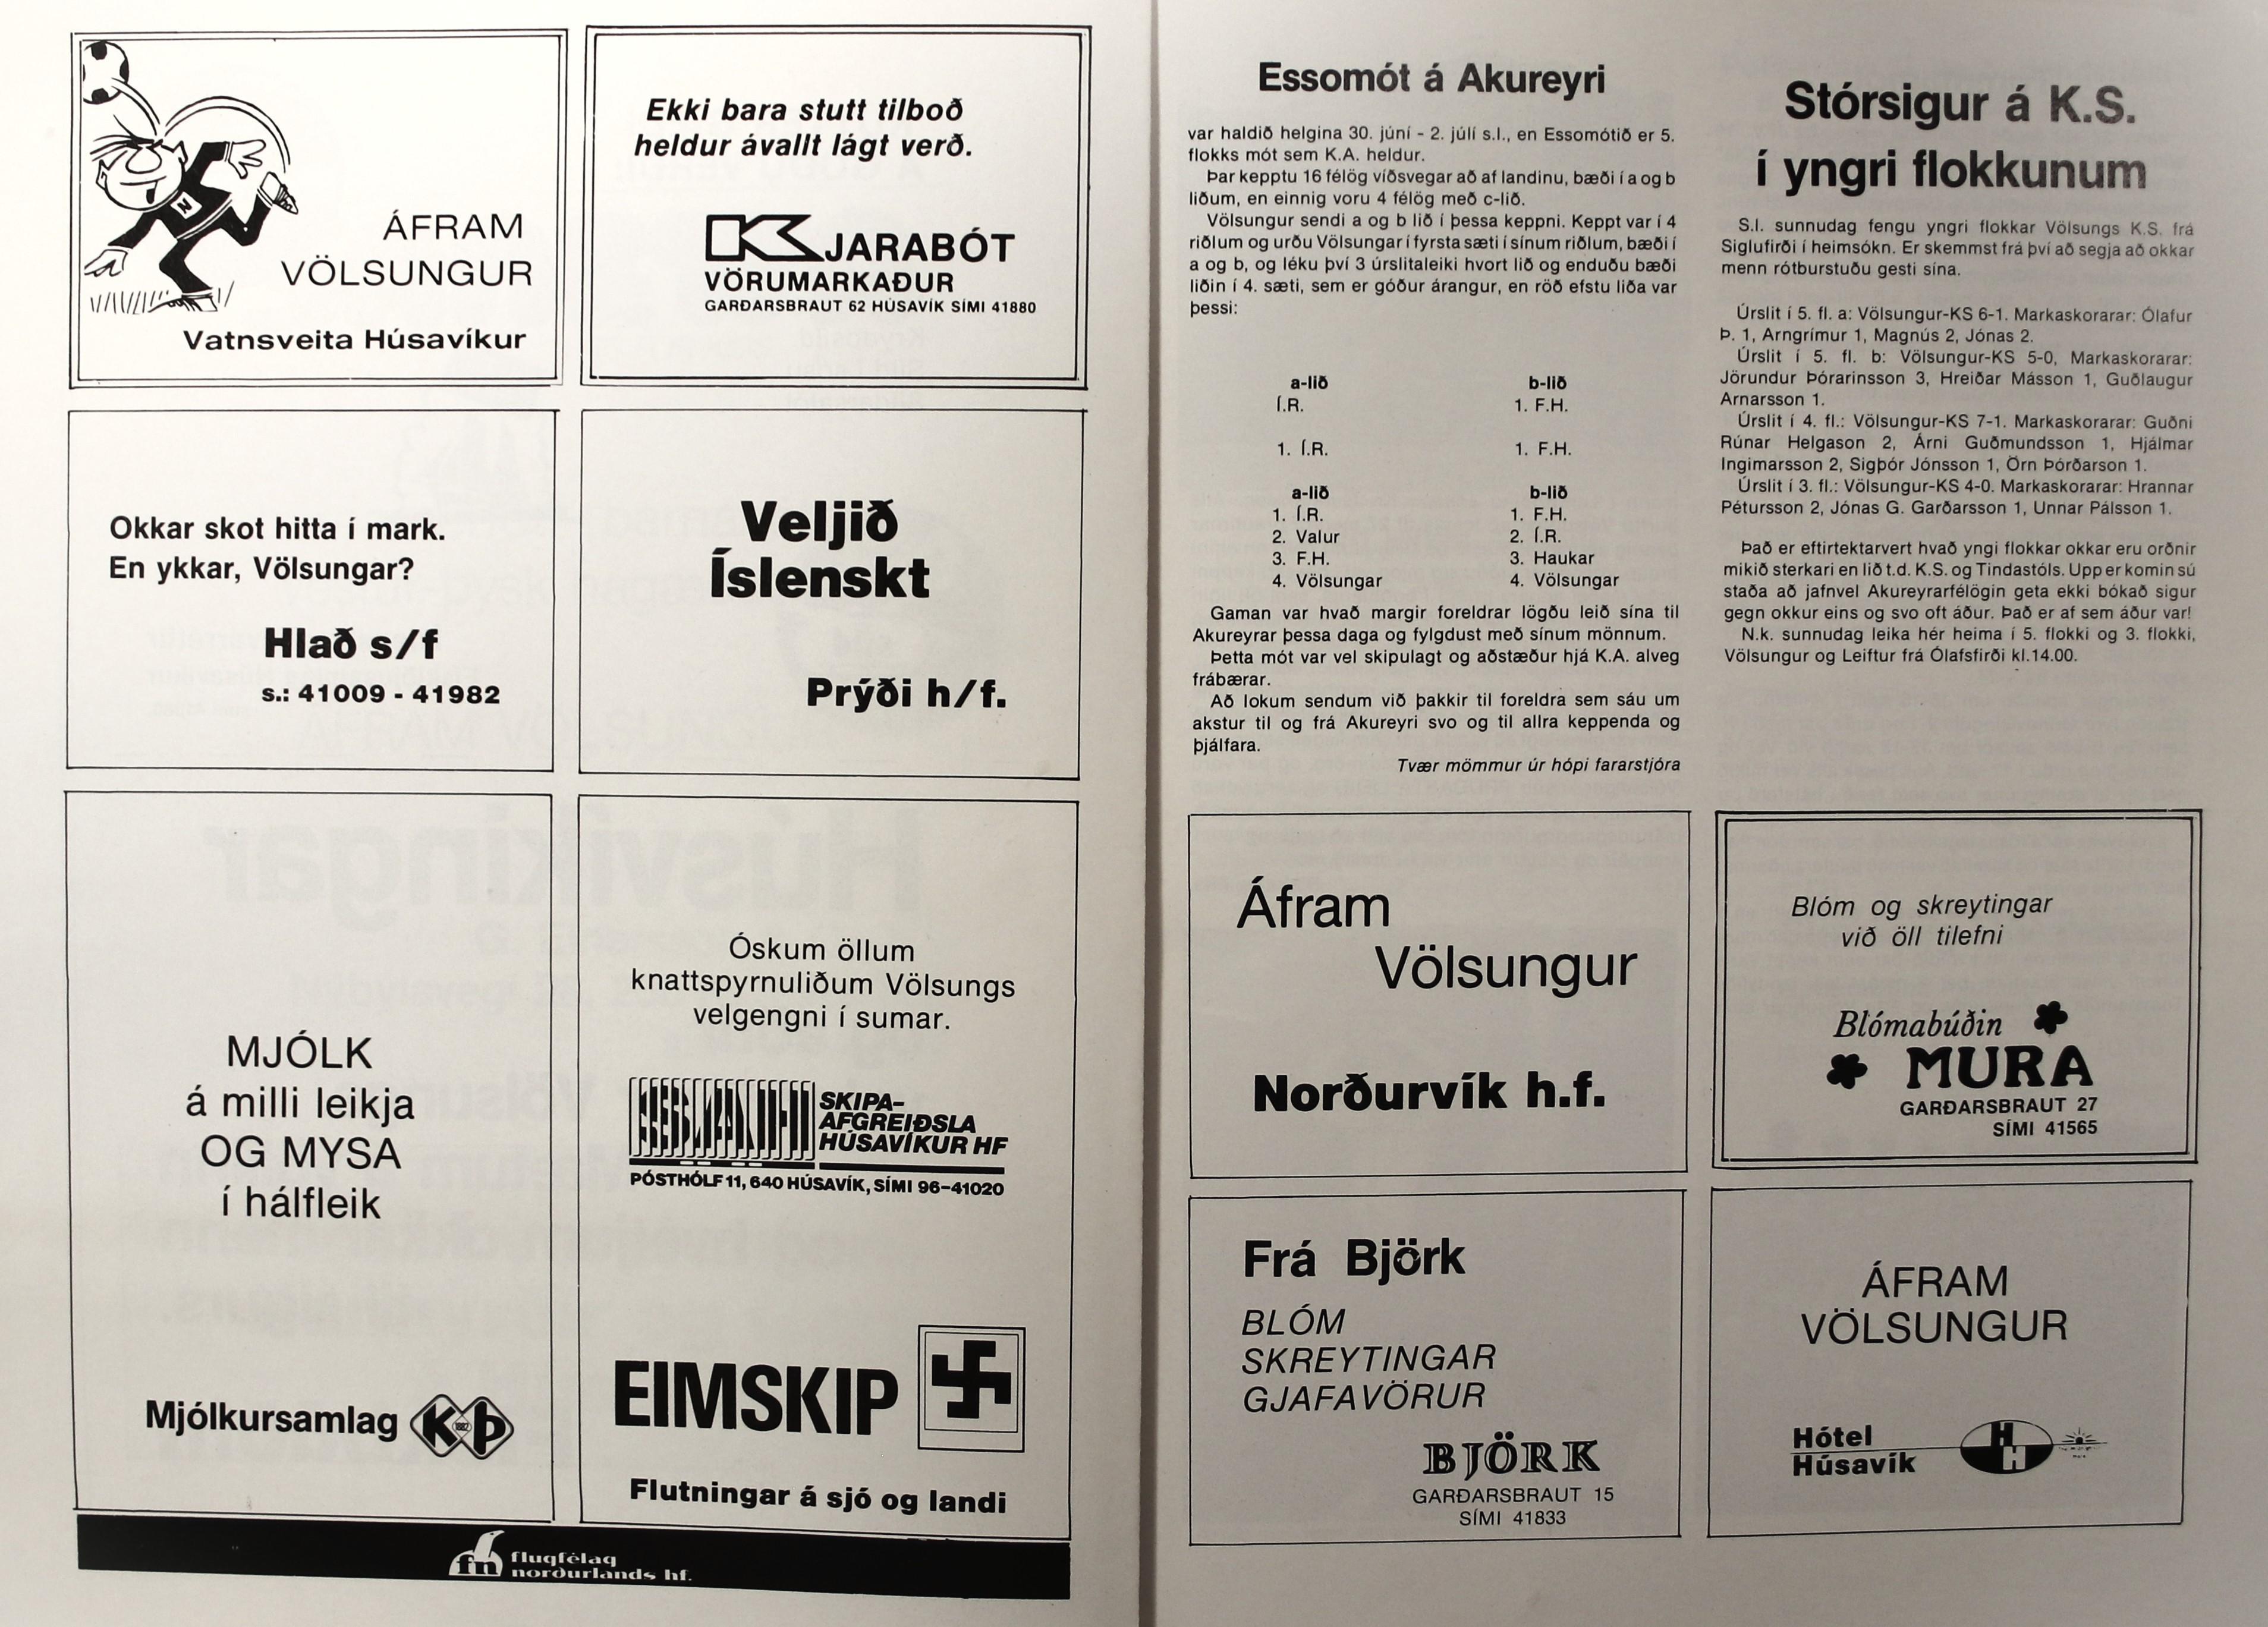 ÁFRAM
VÖLSUNGUR
Vatnsveita Húsavíkur
Ekki bara stutt tilboð
heldur ávallt lágt verð.
KJARABÓT
VÖRUMARKAÐUR
GARÐARSBRAUT 62 HÚSAVÍK SÍMI 41880
Okkar skot hitta í mark.
En ykkar, Völsungar?
Hlað s/f
s.: 41009 - 41982
Veljið
Íslenskt
Prýði h/f.
MJÓLK
á milli leikja
OG MYSA
í hálfleik
Mjólkursamlag KÞ
Óskum öllum
knattspyrnuliðum Völsungs
velgengni í sumar.
SKIPA-
AFGREIÐSLA
HÚSAVÍKUR HF
PÓSTHÓLF 11, 640 HÚSAVÍK, SÍMI 96-41020
EIMSKIP
Flutningar á sjó og landi
fn flugfélag
norðurlands hf.
Essomót á Akureyri
var haldið helgina 30. júní - 2. júlí s.l., en Essomótið er 5.
flokks mót sem K.A. heldur.
Þar kepptu 16 félög víðsvegar að af landinu, bæði í a og b
liðum, en einnig voru 4 félög með c-lið.
Völsungur sendi a og b lið í þessa keppni. Keppt var í 4
riðlum og urðu Völsungar í fyrsta sæti í sínum riðlum, bæði í
a og b, og léku því 3 úrslitaleiki hvort lið og enduðu bæði
liðin í 4. sæti, sem er góður árangur, en röð efstu liða var
þessi:
a-lið b-lið
Í.R. 1. F.H.
1. Í.R. 1. F.H.
a-lið b-lið
1. Í.R. 1. F.H.
2. Valur 2. Í.R.
3. F.H. 3. Haukar
4. Völsungar 4. Völsungar
Gaman var hvað margir foreldrar lögðu leið sína til
Akureyrar þessa daga og fylgdust með sínum mönnum.
Þetta mót var vel skipulagt og aðstæður hjá K.A. alveg
frábærar.
Að lokum sendum við þakkir til foreldra sem sáu um
akstur til og frá Akureyri svo og til allra keppenda og
þjálfara.
Tvær mömmur úr hópi fararstjóra
Stórsigur á K.S.
í yngri flokkunum
S.l. sunnudag fengu yngri flokkar Völsungs K.S. frá
Siglufirði í heimsókn. Er skemmst frá því að segja að okkar
menn rótburstuðu gesti sína.
Úrslit í 5. fl. a: Völsungur-KS 6-1. Markaskorarar: Ólafur
Þ. 1, Arngrímur 1, Magnús 2, Jónas 2.
Úrslit í 5. fl. b: Völsungur-KS 5-0, Markaskorarar:
Jörundur Þórarinsson 3, Hreiðar Másson 1, Guðlaugur
Arnarsson 1.
Úrslit í 4. fl.: Völsungur-KS 7-1. Markaskorarar: Guðni
Rúnar Helgason 2, Árni Guðmundsson 1, Hjálmar
Ingimarsson 2, Sigþór Jónsson 1, Örn Þórðarson 1.
Úrslit í 3. fl.: Völsungur-KS 4-0. Markaskorarar: Hrannar
Pétursson 2, Jónas G. Garðarsson 1, Unnar Pálsson 1.
Það er eftirtektarvert hvað yngi flokkar okkar eru orðnir
mikið sterkari en lið t.d. K.S. og Tindastóls. Upp er komin sú
staða að jafnvel Akureyrarfélögin geta ekki bókað sigur
gegn okkur eins og svo oft áður. Það er af sem áður var!
N.k. sunnudag leika hér heima í 5. flokki og 3. flokki,
Völsungur og Leiftur frá Ólafsfirði kl.14.00.
Áfram
Völsungur
Norðurvík h.f.
Blóm og skreytingar
við öll tilefni
Blómabúðin
MURA
GARÐARSBRAUT 27
SÍMI 41565
Frá Björk
BLÓM
SKREYTINGAR
GJAFAVÖRUR
BJÖRK
GARÐARSBRAUT 15
SÍMI 41833
ÁFRAM
VÖLSUNGUR
Hótel
Húsavík
HH